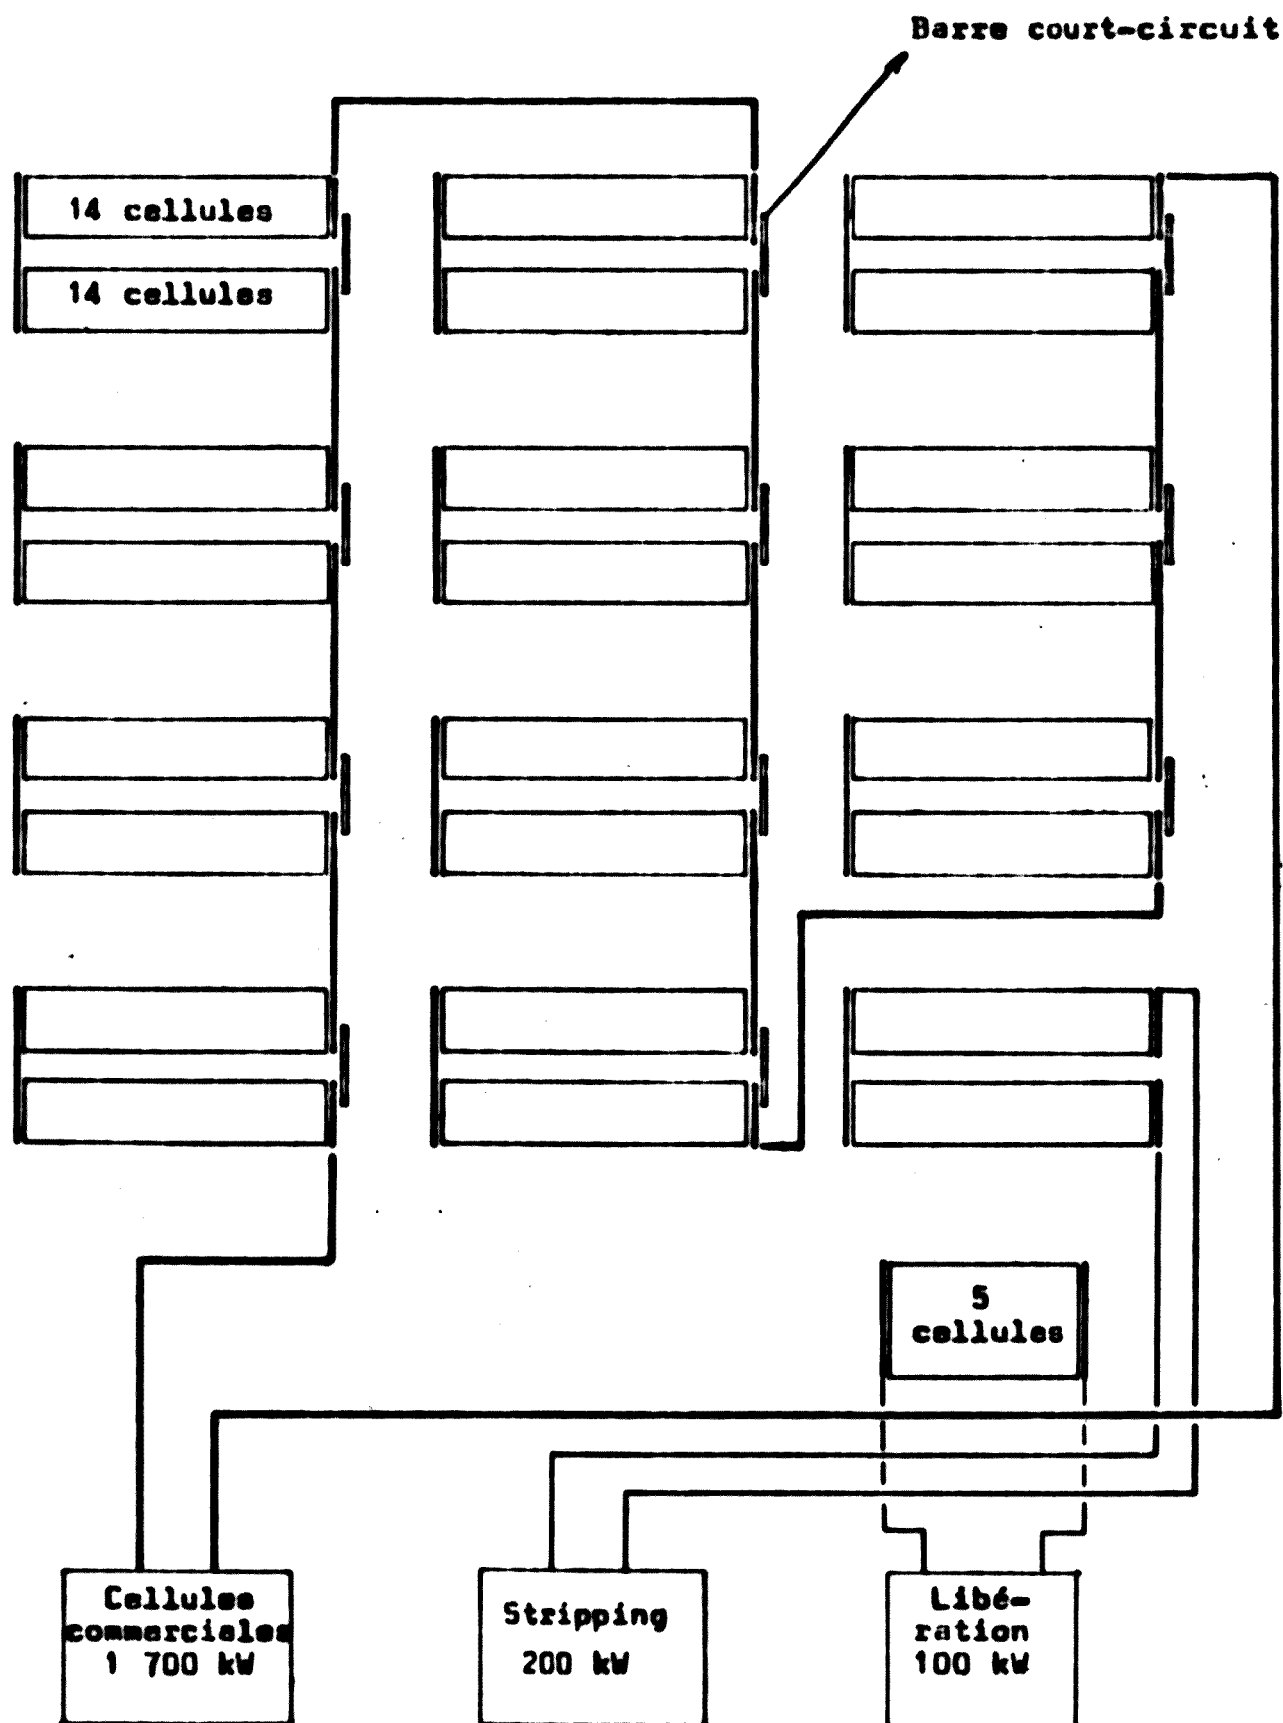 Barre court-circuit
14 cellules
14 cellules
5
cellules
Cellules
commerciales
1 700 kW
Stripping
200 kW
Libé-
ration
100 kW